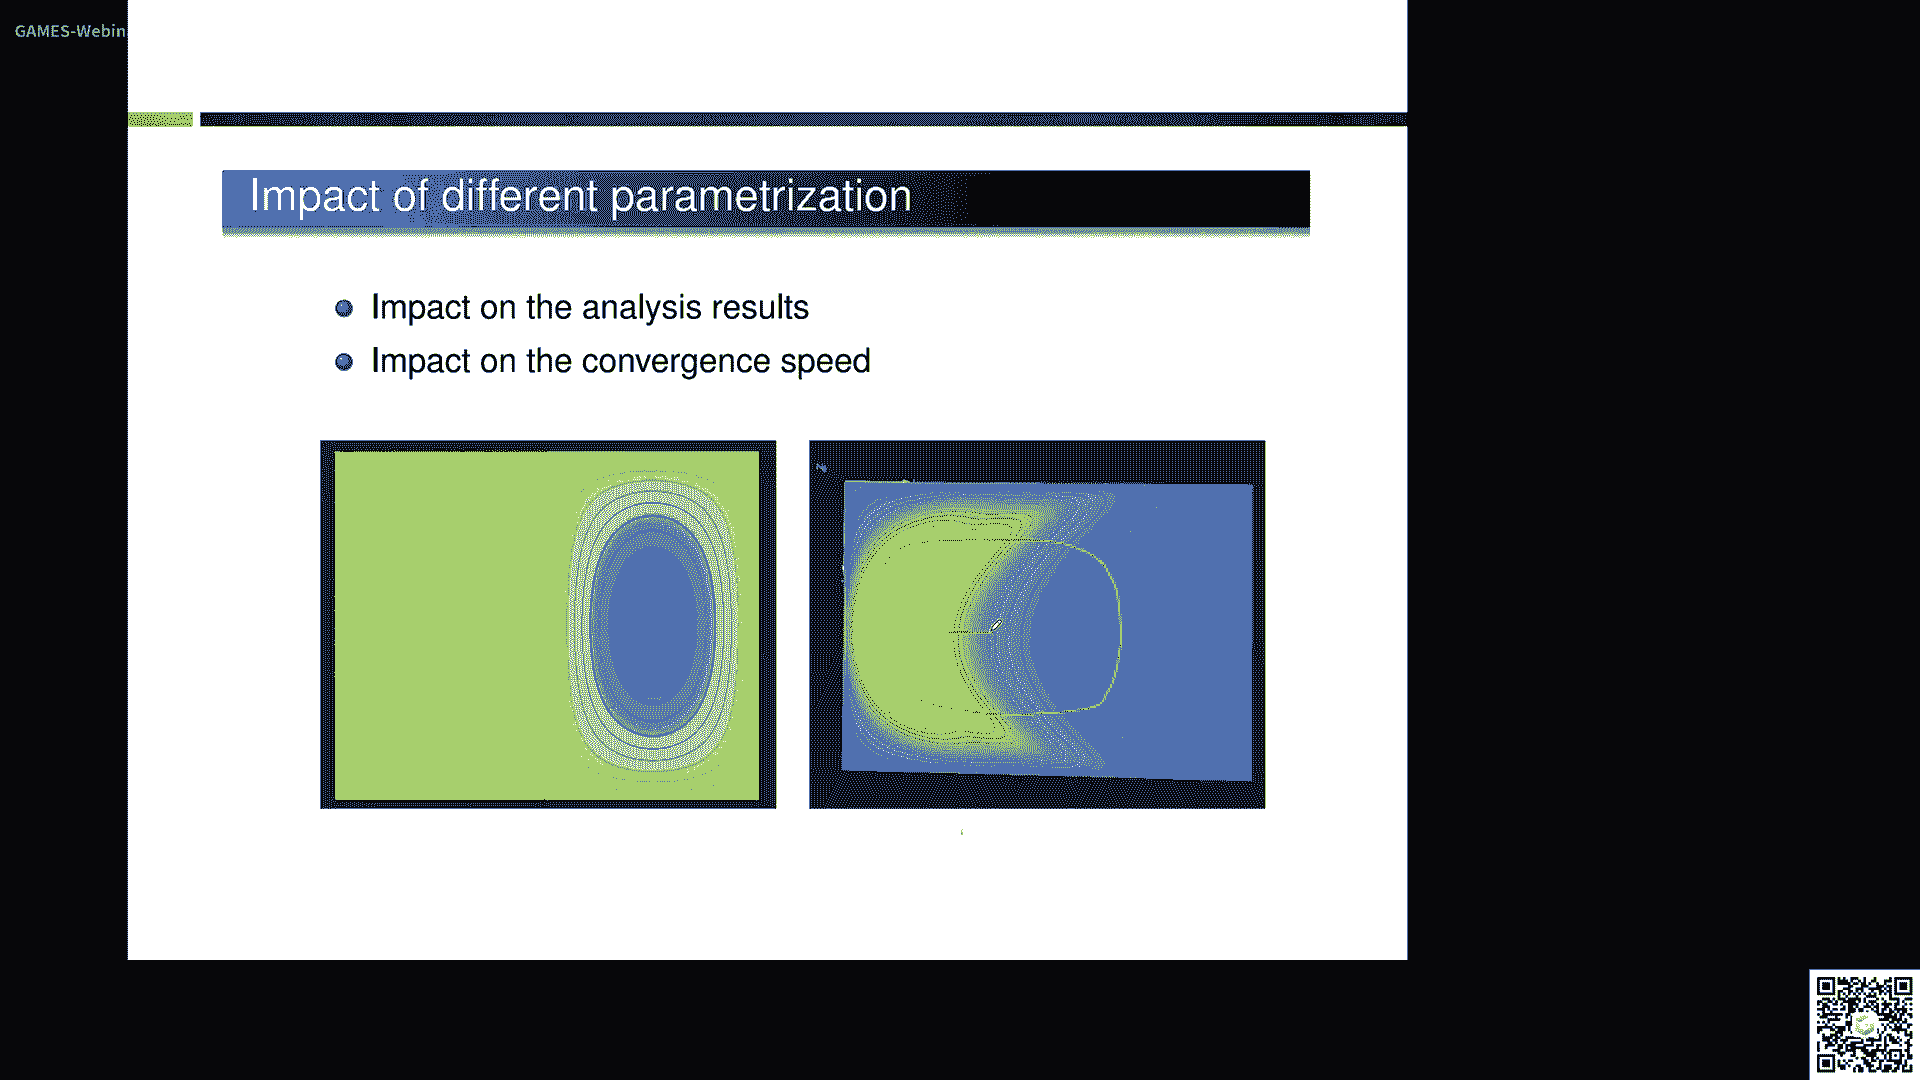 GAMES-Webin
Impact of different parametrization
Impact on the analysis results
Impact on the convergence speed